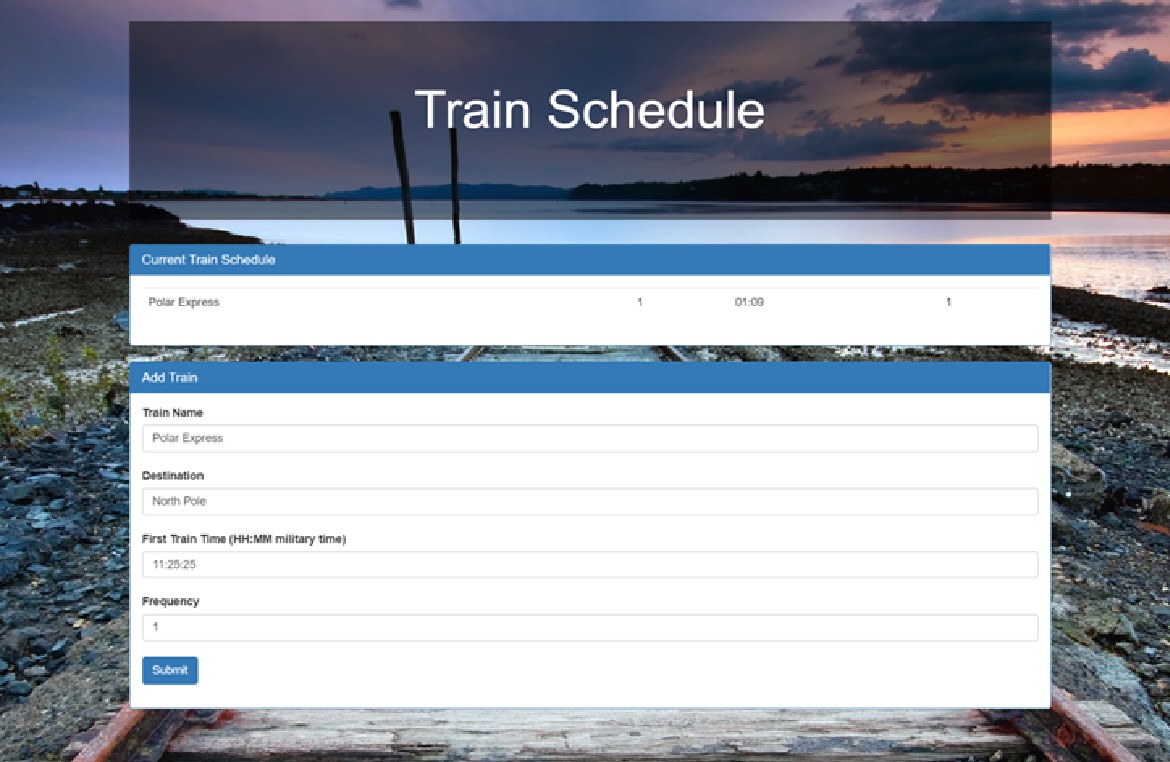 Train Schedule
Current Train Schedule
Polar Express 1 01:09 1
Add Train
Train Name
Polar Express
Destination
North Pole
First Train Time (HH:MM military time)
11:25:25
Frequency
1
Submit